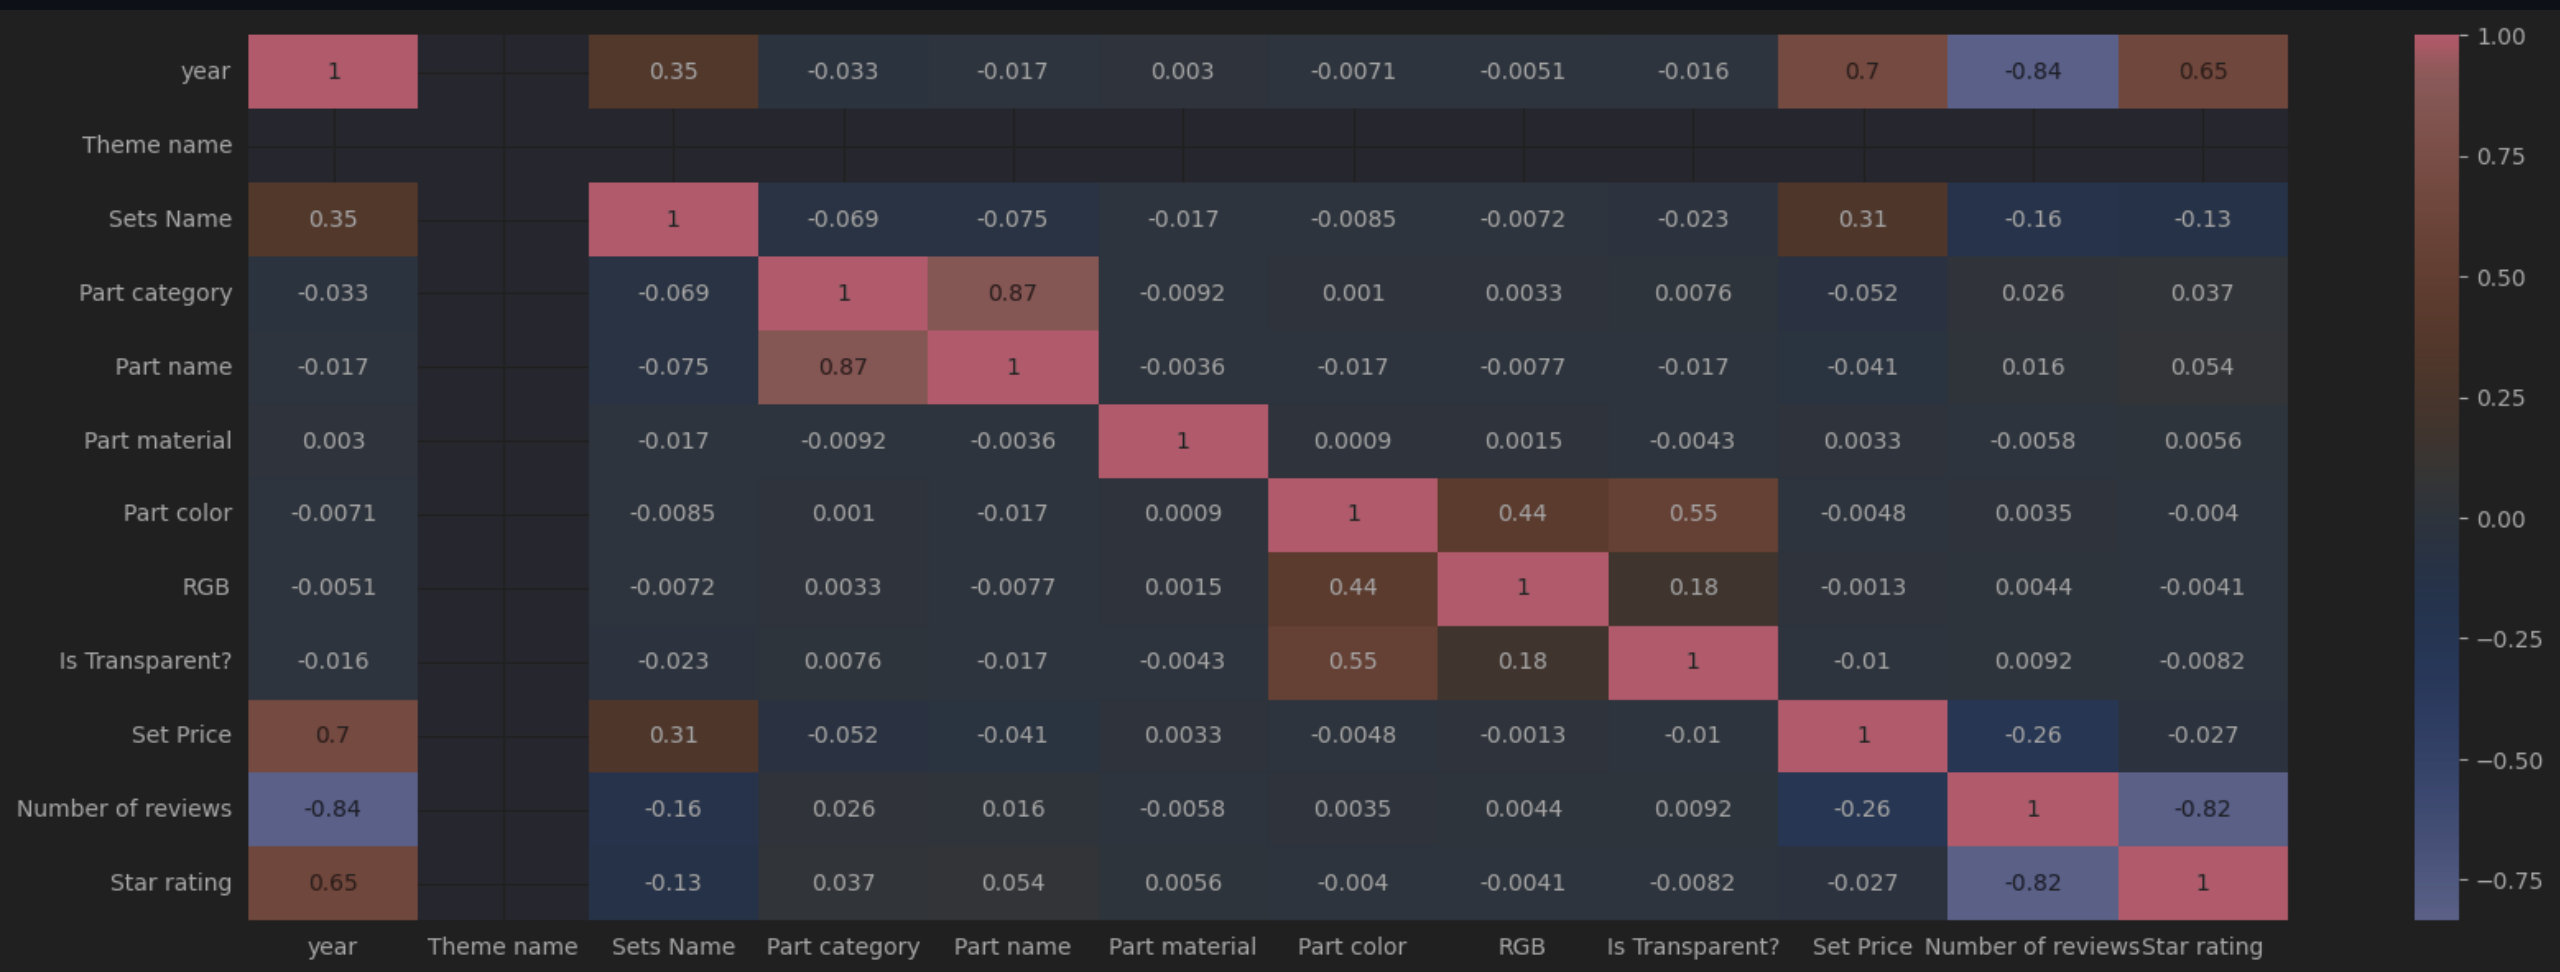 year 1 0.35 -0.033 -0.017 0.003 -0.0071 -0.0051 -0.016 0.7 -0.84 0.65 1.00
Theme name 0.75
Sets Name 0.35 1 -0.069 -0.075 -0.017 -0.0085 -0.0072 -0.023 0.31 -0.16 -0.13
Part category -0.033 -0.069 1 0.87 -0.0092 0.001 0.0033 0.0076 -0.052 0.026 0.037 0.50
Part name -0.017 -0.075 0.87 1 -0.0036 -0.017 -0.0077 -0.017 -0.041 0.016 0.054 0.25
Part material 0.003 -0.017 -0.0092 -0.0036 1 0.0009 0.0015 -0.0043 0.0033 -0.0058 0.0056
Part color -0.0071 -0.0085 0.001 -0.017 0.0009 1 0.44 0.55 -0.0048 0.0035 -0.004 0.00
RGB -0.0051 -0.0072 0.0033 -0.0077 0.0015 0.44 1 0.18 -0.0013 0.0044 -0.0041
Is Transparent? -0.016 -0.023 0.0076 -0.017 -0.0043 0.55 0.18 1 -0.01 0.0092 -0.0082 −0.25
Set Price 0.7 0.31 -0.052 -0.041 0.0033 -0.0048 -0.0013 -0.01 1 -0.26 -0.027 −0.50
Number of reviews -0.84 -0.16 0.026 0.016 -0.0058 0.0035 0.0044 0.0092 -0.26 1 -0.82
Star rating 0.65 -0.13 0.037 0.054 0.0056 -0.004 -0.0041 -0.0082 -0.027 -0.82 1 −0.75
year Theme name Sets Name Part category Part name Part material Part color RGB Is Transparent? Set Price Number of reviews Star rating